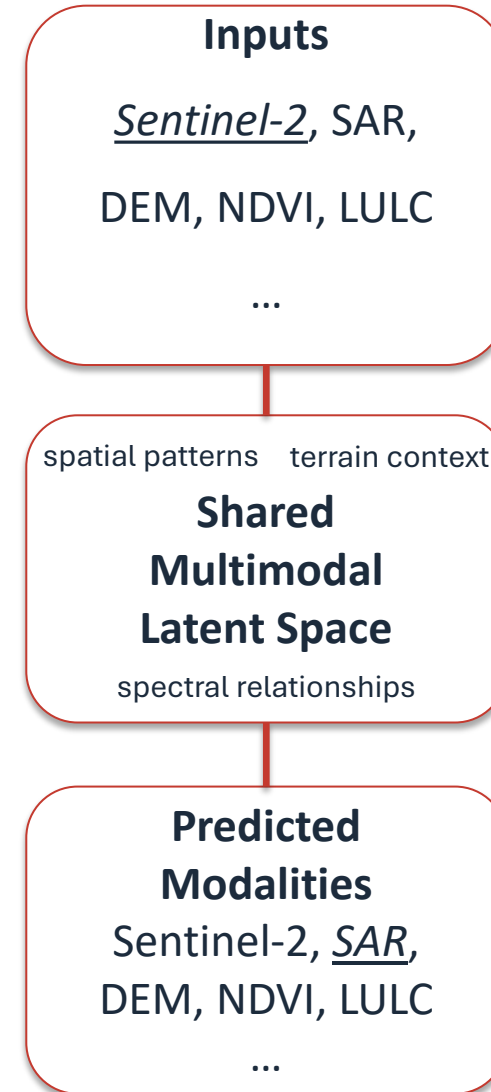 Inputs
Sentinel-2, SAR,
DEM, NDVI, LULC
...
spatial patterns terrain context
Shared
Multimodal
Latent Space
spectral relationships
Predicted
Modalities
Sentinel-2, SAR,
DEM, NDVI, LULC
...